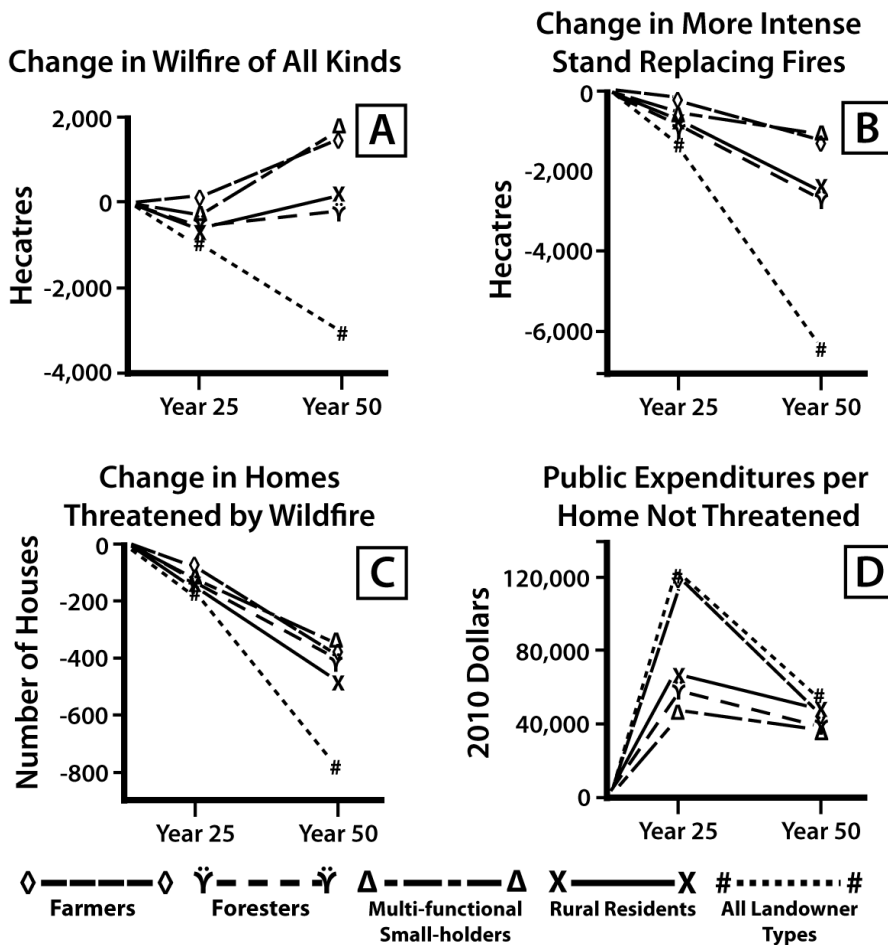 Change in Wilfire of All Kinds
A
2,000
0
-2,000
-4,000
Hecatres
Year 25 Year 50
Change in More Intense
Stand Replacing Fires
B
0
-2,000
-4,000
-6,000
Hecatres
Year 25 Year 50
Change in Homes
Threatened by Wildfire
C
0
-200
-400
-600
-800
Number of Houses
Year 25 Year 50
Public Expenditures per
Home Not Threatened
D
120,000
80,000
40,000
0
2010 Dollars
Year 25 Year 50
Farmers
Foresters
Multi-functional
Small-holders
Rural Residents
All Landowner
Types